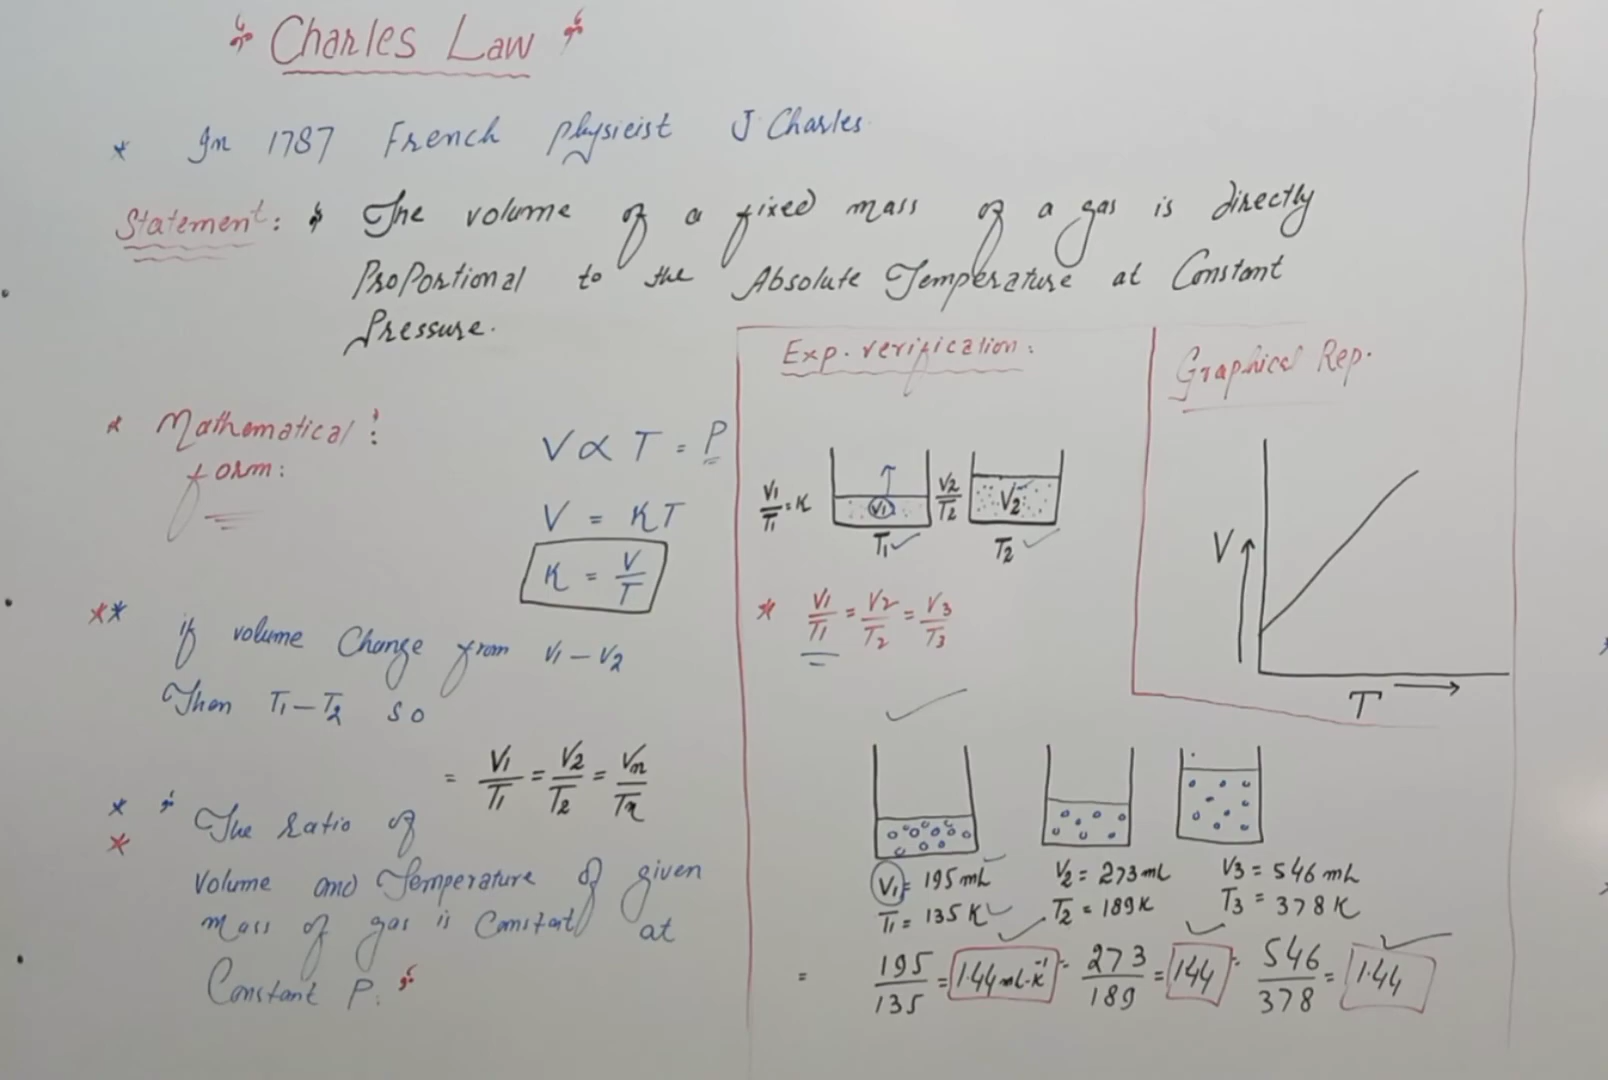 Charles Law
* In 1787 French physicist J. Charles.
Statement: The volume of a fixed mass of a gas is directly
Proportional to the Absolute Temperature at Constant
Pressure.
* Mathematical
form:
V ∝ T = P
V = KT
K = V/T
** if volume Change from V1 – V2
Then T1 – T2 so
= V1/T1 = V2/T2 = Vn/Tn
* The Ratio of
* Volume and Temperature of given
mass of gas is Constant at
Constant P.
Exp. verification:
V1/T1 = K
V1
V2/T2
V2
T1 ✓
T2 ✓
* V1/T1 = V2/T2 = V3/T3
V1 = 195 mL
T1 = 135 K
V2 = 273 mL
T2 = 189 K
V3 = 546 mL
T3 = 378 K
= 195/135 = 1.44 mL·K⁻¹ = 273/189 = 144 = 546/378 = 1.44
Graphical Rep.
V
T